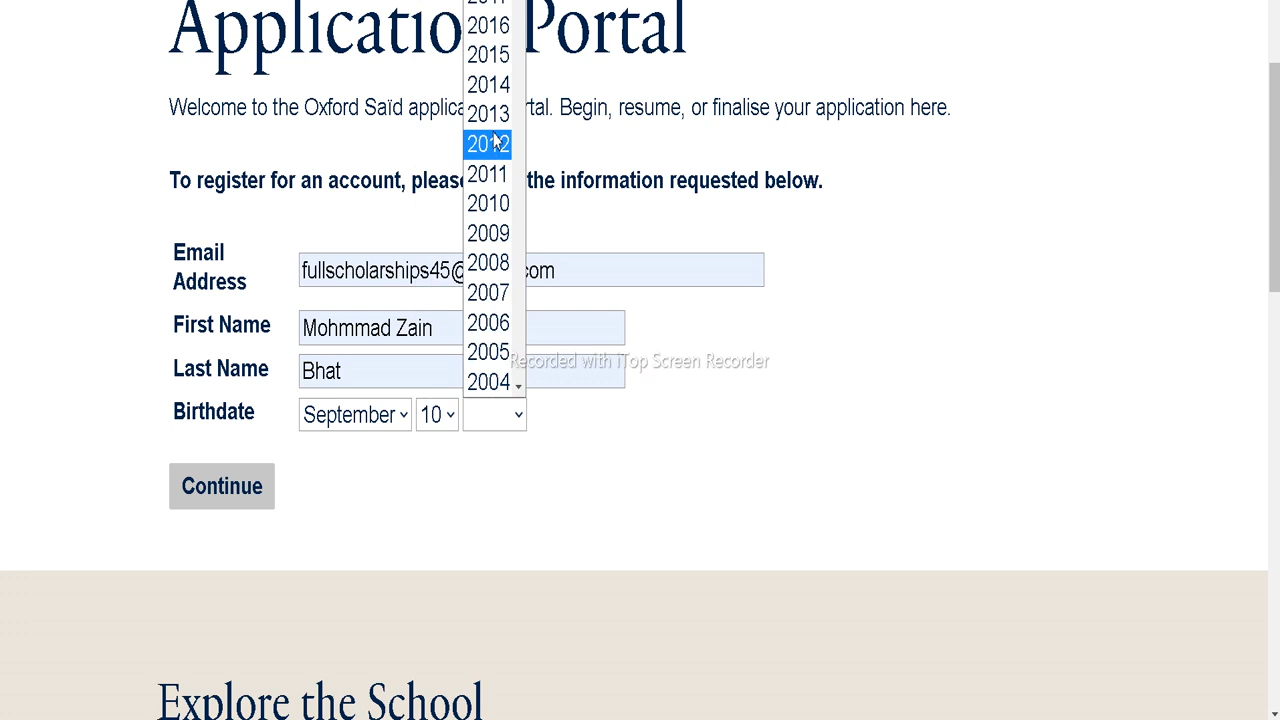 Application Portal
Welcome to the Oxford Saïd applica tal. Begin, resume, or finalise your application here.
To register for an account, pleas the information requested below.
Email
Address
fullscholarships45@ com
First Name
Mohmmad Zain
Last Name
Bhat
Birthdate
September
10
2016
2015
2014
2013
2012
2011
2010
2009
2008
2007
2006
2005
2004
Recorded with iTop Screen Recorder
Continue
Explore the School